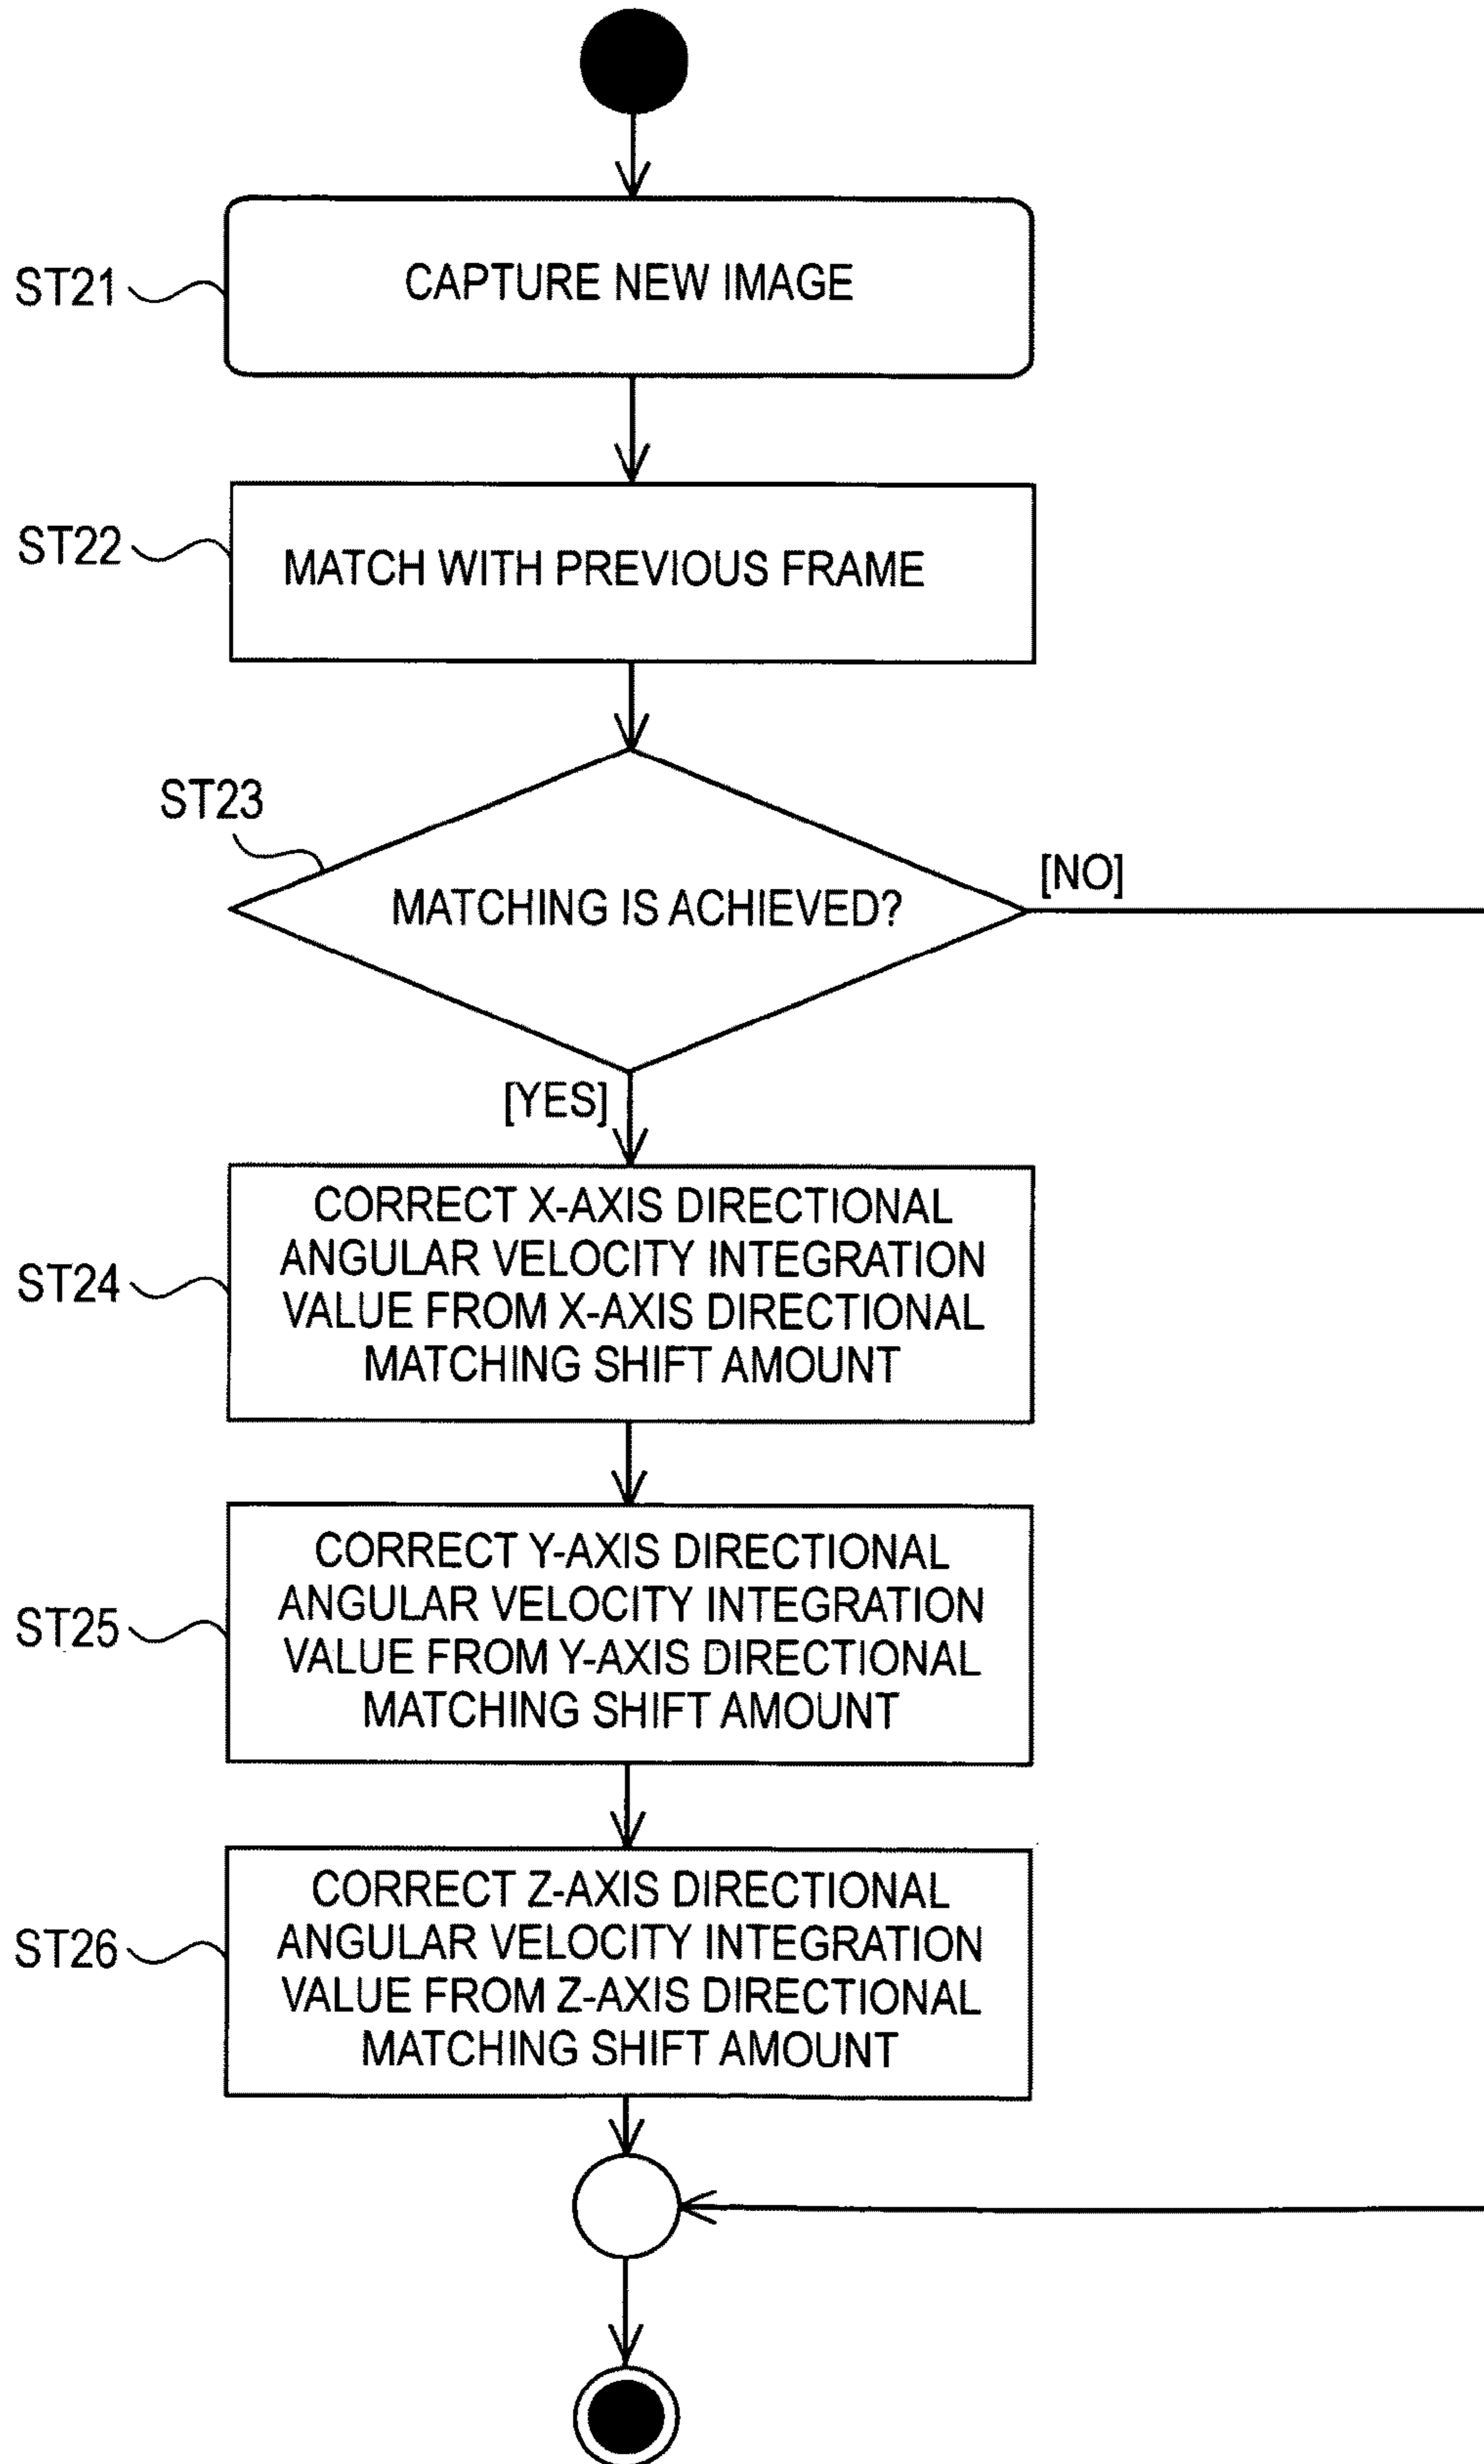 ST21
CAPTURE NEW IMAGE
ST22
MATCH WITH PREVIOUS FRAME
ST23
MATCHING IS ACHIEVED?
[NO]
[YES]
ST24
CORRECT X-AXIS DIRECTIONAL
ANGULAR VELOCITY INTEGRATION
VALUE FROM X-AXIS DIRECTIONAL
MATCHING SHIFT AMOUNT
ST25
CORRECT Y-AXIS DIRECTIONAL
ANGULAR VELOCITY INTEGRATION
VALUE FROM Y-AXIS DIRECTIONAL
MATCHING SHIFT AMOUNT
ST26
CORRECT Z-AXIS DIRECTIONAL
ANGULAR VELOCITY INTEGRATION
VALUE FROM Z-AXIS DIRECTIONAL
MATCHING SHIFT AMOUNT